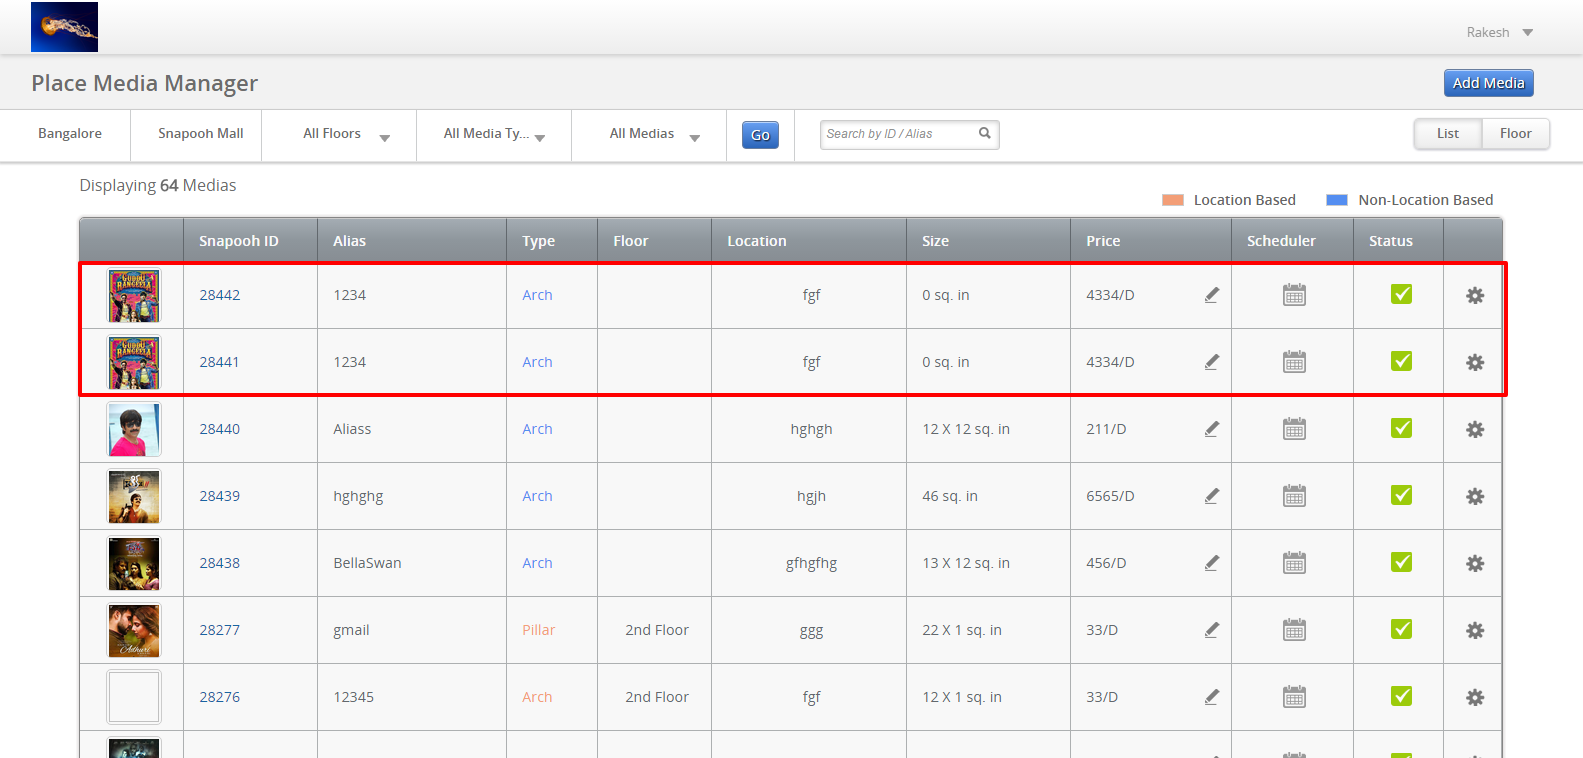 Rakesh
Place Media Manager
Add Media
Bangalore Snapooh Mall All Floors All Media Ty... All Medias Go Search by ID / Alias List Floor
Displaying 64 Medias
Location Based Non-Location Based
Snapooh ID Alias Type Floor Location Size Price Scheduler Status
GUDDU RANGEELA
28442 1234 Arch fgf 0 sq. in 4334/D
GUDDU RANGEELA
28441 1234 Arch fgf 0 sq. in 4334/D
28440 Aliass Arch hghgh 12 X 12 sq. in 211/D
28439 hghghg Arch hgjh 46 sq. in 6565/D
28438 BellaSwan Arch gfhgfhg 13 X 12 sq. in 456/D
28277 gmail Pillar 2nd Floor ggg 22 X 1 sq. in 33/D
28276 12345 Arch 2nd Floor fgf 12 X 1 sq. in 33/D